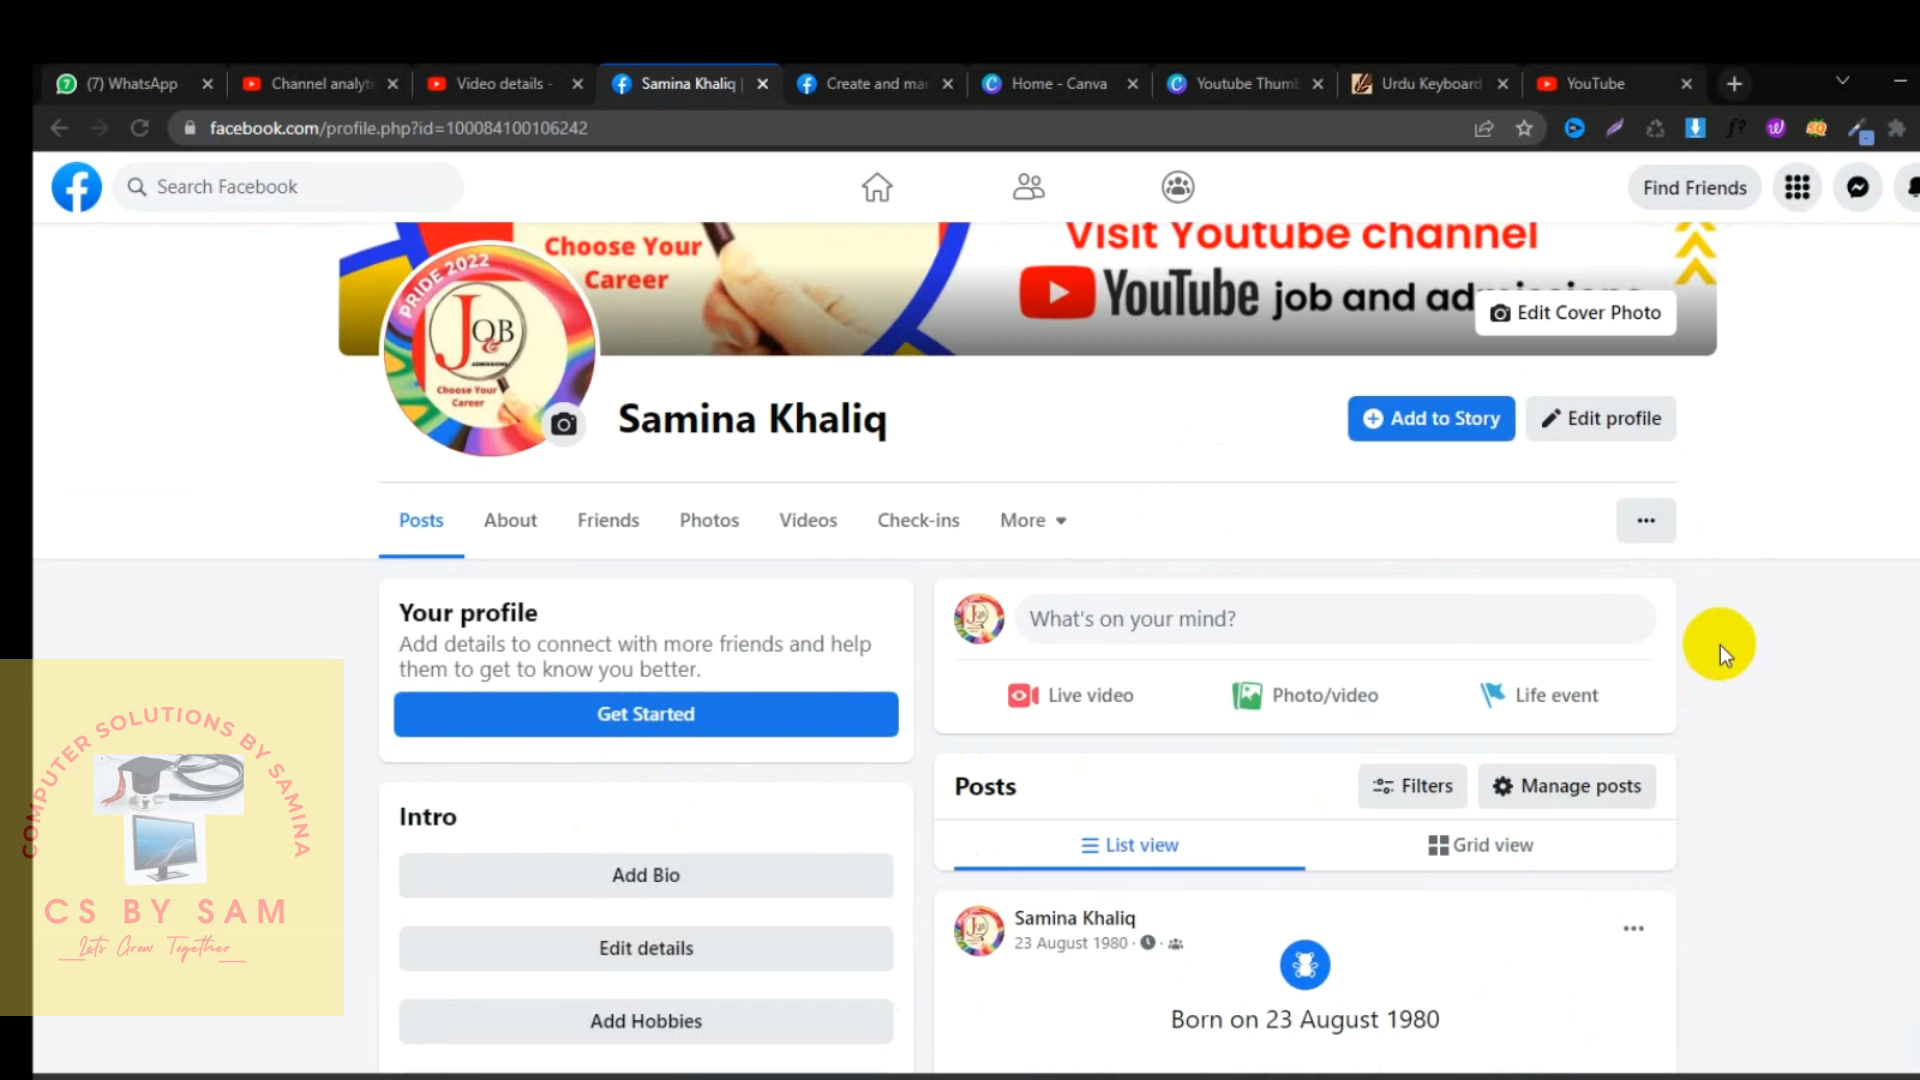 (7) WhatsApp
Channel analyti
Video details -
Samina Khaliq |
Create and mar
Home - Canva
Youtube Thumb
Urdu Keyboard
YouTube
facebook.com/profile.php?id=100084100106242
Search Facebook
Find Friends
Choose Your
Career
Visit Youtube channel
YouTube job and ad
Edit Cover Photo
PRIDE 2022
JOB
&
ADMISSIONS
Choose Your
Career
Samina Khaliq
Add to Story
Edit profile
Posts
About
Friends
Photos
Videos
Check-ins
More
Your profile
Add details to connect with more friends and help
them to get to know you better.
Get Started
What's on your mind?
Live video
Photo/video
Life event
Intro
Add Bio
Edit details
Add Hobbies
Posts
Filters
Manage posts
List view
Grid view
Samina Khaliq
23 August 1980
Born on 23 August 1980
COMPUTER SOLUTIONS BY SAMINA
CS BY SAM
Lets Grow Together